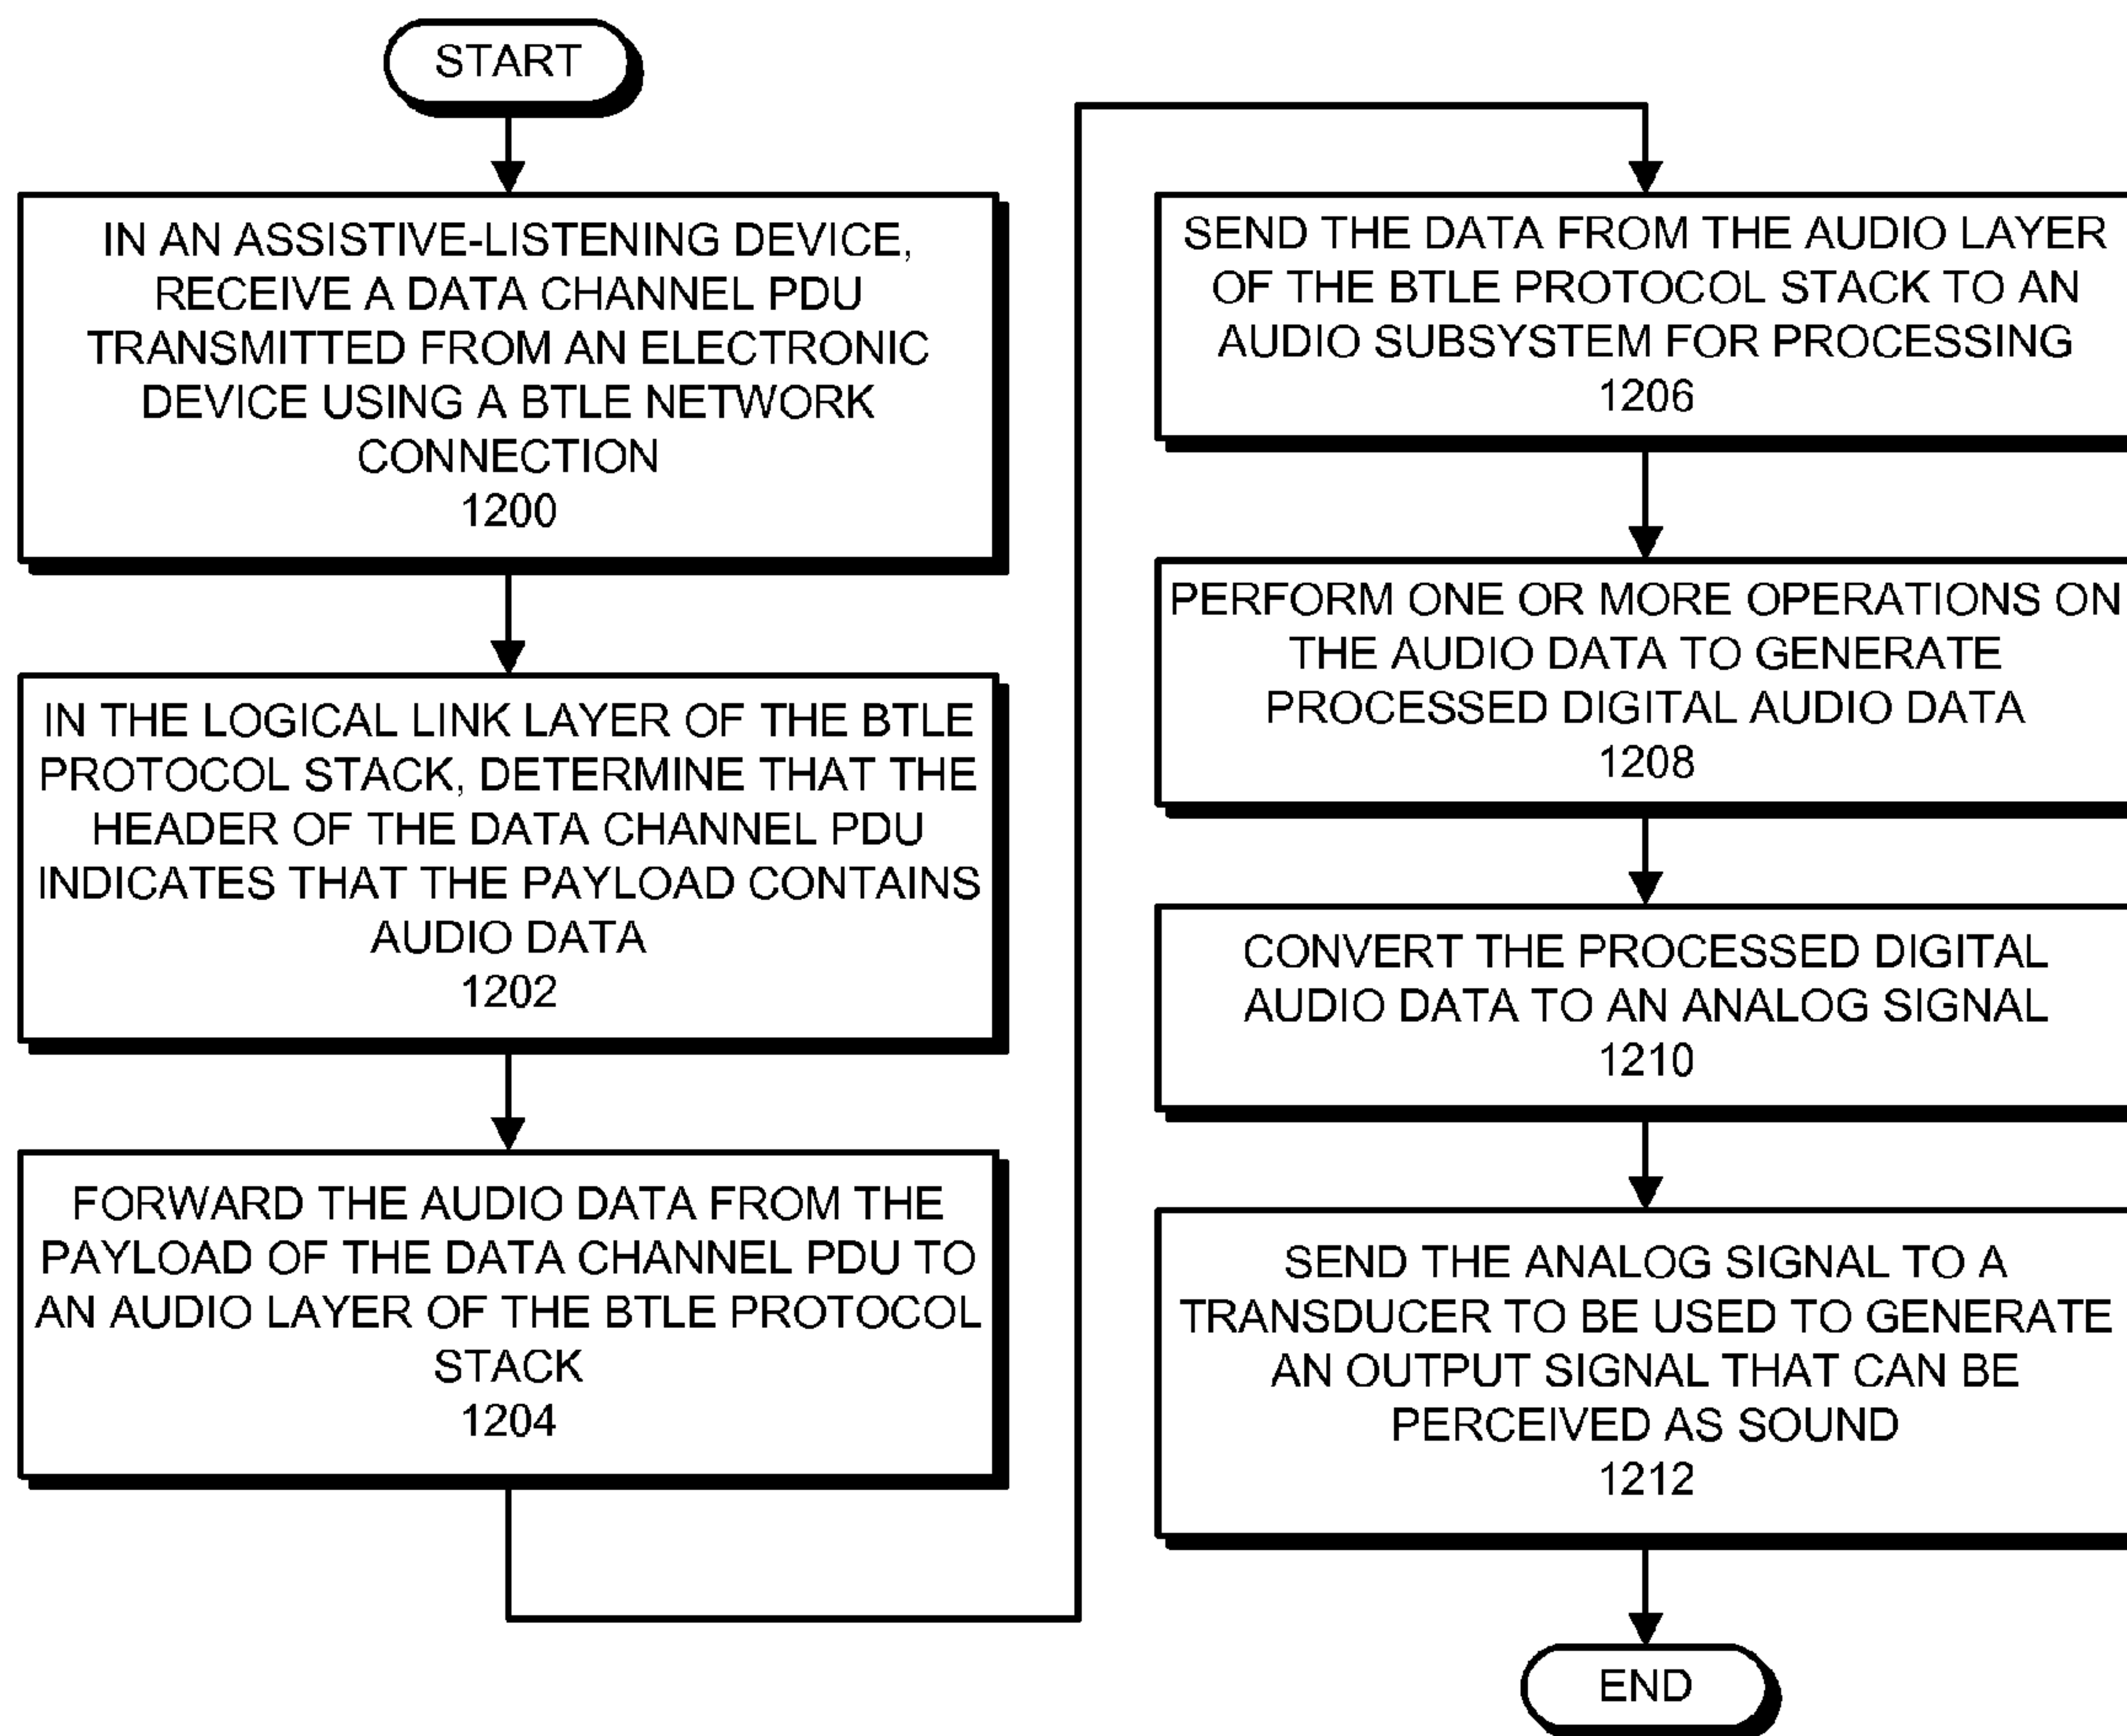 START
IN AN ASSISTIVE-LISTENING DEVICE,
RECEIVE A DATA CHANNEL PDU
TRANSMITTED FROM AN ELECTRONIC
DEVICE USING A BTLE NETWORK
CONNECTION
1200
IN THE LOGICAL LINK LAYER OF THE BTLE
PROTOCOL STACK, DETERMINE THAT THE
HEADER OF THE DATA CHANNEL PDU
INDICATES THAT THE PAYLOAD CONTAINS
AUDIO DATA
1202
FORWARD THE AUDIO DATA FROM THE
PAYLOAD OF THE DATA CHANNEL PDU TO
AN AUDIO LAYER OF THE BTLE PROTOCOL
STACK
1204
SEND THE DATA FROM THE AUDIO LAYER
OF THE BTLE PROTOCOL STACK TO AN
AUDIO SUBSYSTEM FOR PROCESSING
1206
PERFORM ONE OR MORE OPERATIONS ON
THE AUDIO DATA TO GENERATE
PROCESSED DIGITAL AUDIO DATA
1208
CONVERT THE PROCESSED DIGITAL
AUDIO DATA TO AN ANALOG SIGNAL
1210
SEND THE ANALOG SIGNAL TO A
TRANSDUCER TO BE USED TO GENERATE
AN OUTPUT SIGNAL THAT CAN BE
PERCEIVED AS SOUND
1212
END